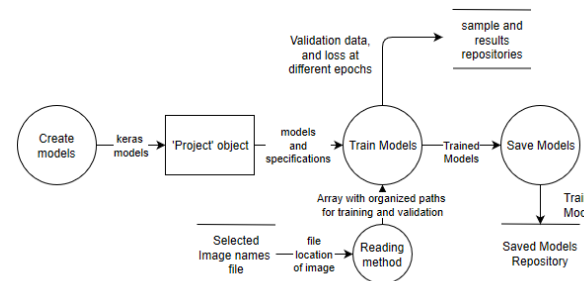 Validation data,
and loss at
different epochs
sample and
results
repositories
Create
models
keras
models
'Project' object
models
and
specifications
Train Models
Trained
Models
Save Models
Array with organized paths
for training and validation
Selected
Image names
file
file
location
of image
Reading
method
Saved Models
Repository